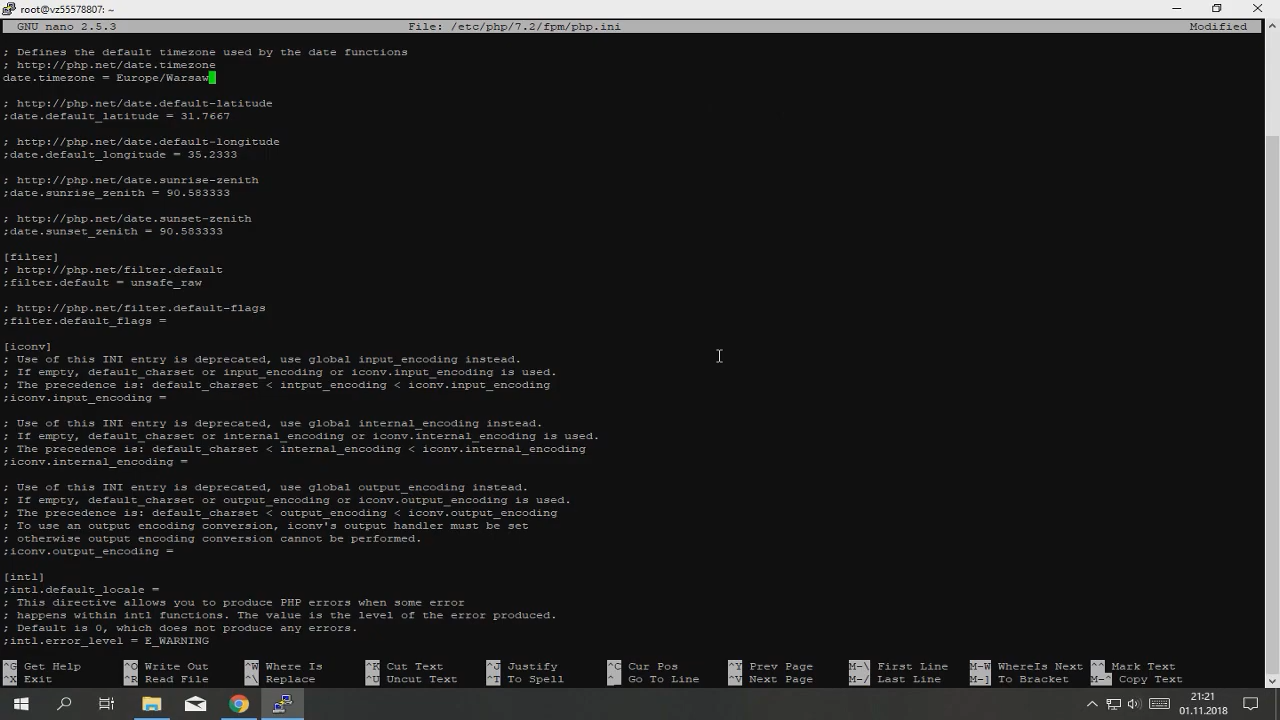 root@vz55578807: ~
GNU nano 2.5.3 File: /etc/php/7.2/fpm/php.ini Modified
; Defines the default timezone used by the date functions
; http://php.net/date.timezone
date.timezone = Europe/Warsaw
; http://php.net/date.default-latitude
;date.default_latitude = 31.7667
; http://php.net/date.default-longitude
;date.default_longitude = 35.2333
; http://php.net/date.sunrise-zenith
;date.sunrise_zenith = 90.583333
; http://php.net/date.sunset-zenith
;date.sunset_zenith = 90.583333
[filter]
; http://php.net/filter.default
;filter.default = unsafe_raw
; http://php.net/filter.default-flags
;filter.default_flags =
[iconv]
; Use of this INI entry is deprecated, use global input_encoding instead.
; If empty, default_charset or input_encoding or iconv.input_encoding is used.
; The precedence is: default_charset < intput_encoding < iconv.input_encoding
;iconv.input_encoding =
; Use of this INI entry is deprecated, use global internal_encoding instead.
; If empty, default_charset or internal_encoding or iconv.internal_encoding is used.
; The precedence is: default_charset < internal_encoding < iconv.internal_encoding
;iconv.internal_encoding =
; Use of this INI entry is deprecated, use global output_encoding instead.
; If empty, default_charset or output_encoding or iconv.output_encoding is used.
; The precedence is: default_charset < output_encoding < iconv.output_encoding
; To use an output encoding conversion, iconv's output handler must be set
; otherwise output encoding conversion cannot be performed.
;iconv.output_encoding =
[intl]
;intl.default_locale =
; This directive allows you to produce PHP errors when some error
; happens within intl functions. The value is the level of the error produced.
; Default is 0, which does not produce any errors.
;intl.error_level = E_WARNING
^G Get Help ^O Write Out ^W Where Is ^K Cut Text ^J Justify ^C Cur Pos ^Y Prev Page M-\ First Line M-W WhereIs Next ^^ Mark Text
^X Exit ^R Read File ^\ Replace ^U Uncut Text ^T To Spell ^_ Go To Line ^V Next Page M-/ Last Line M-] To Bracket M-^ Copy Text
21:21
01.11.2018